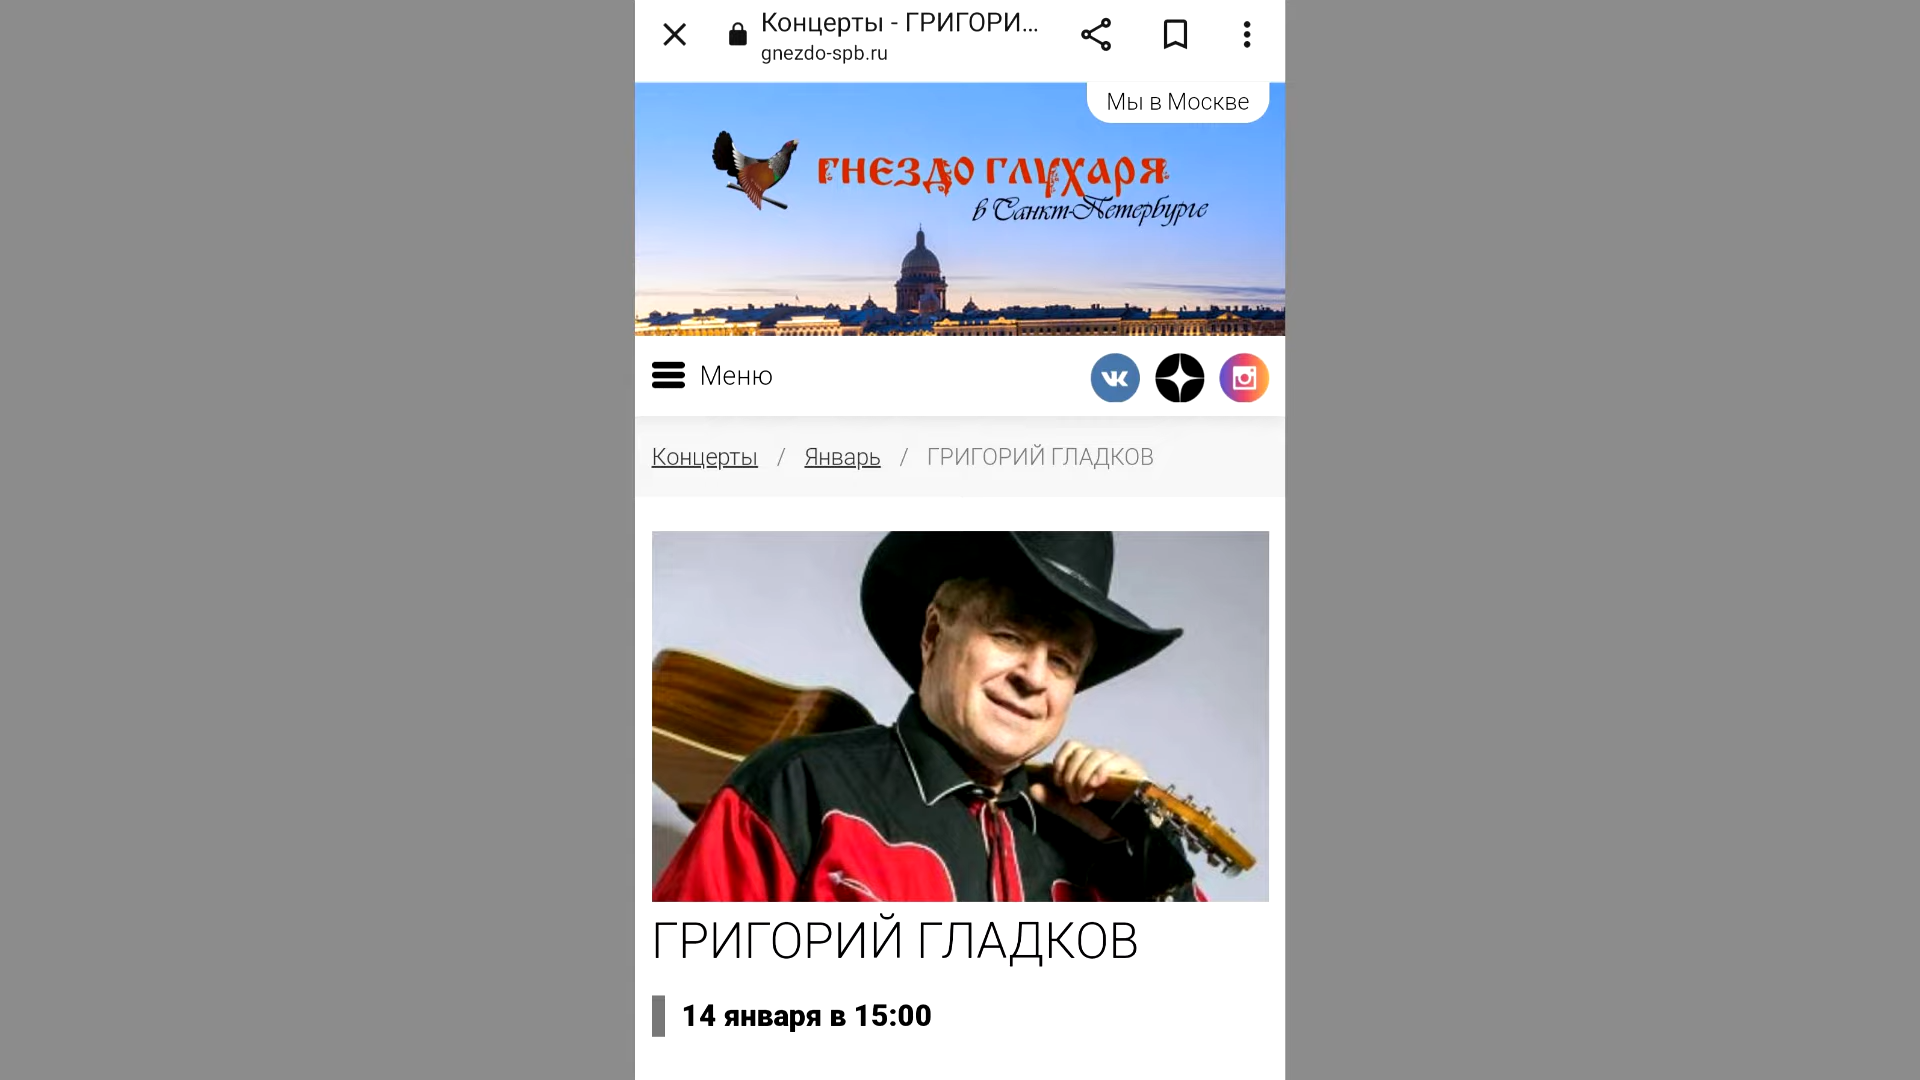 Концерты - ГРИГОРИ...
gnezdo-spb.ru
Мы в Москве
ГНЕЗДО ГЛУХАРЯ
в Санкт-Петербурге
Меню
Концерты / Январь / ГРИГОРИЙ ГЛАДКОВ
ГРИГОРИЙ ГЛАДКОВ
14 января в 15:00